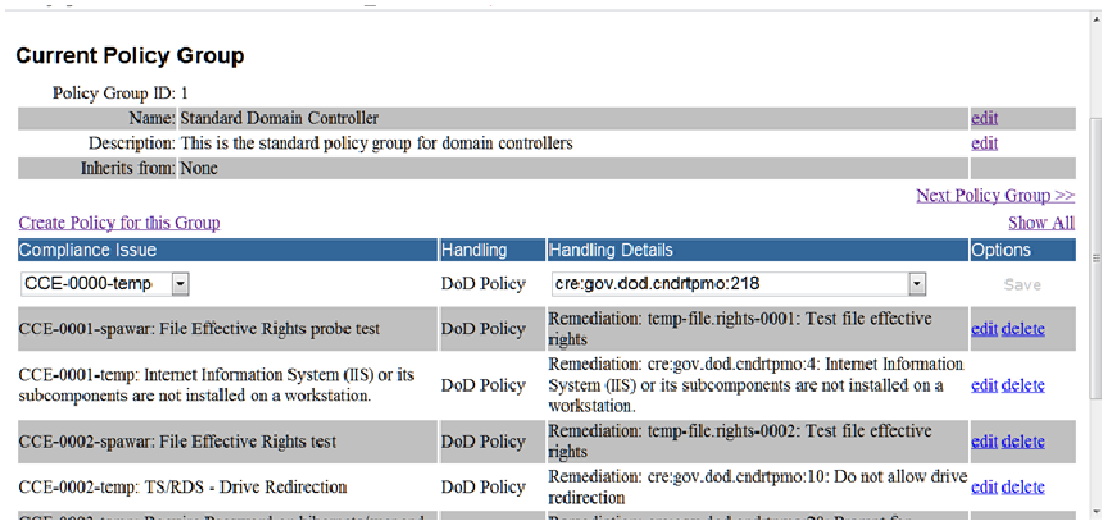 Current Policy Group
Policy Group ID: 1
Name: Standard Domain Controller edit
Description: This is the standard policy group for domain controllers edit
Inherits from: None
Next Policy Group >>
Create Policy for this Group Show All
Compliance Issue Handling Handling Details Options
CCE-0000-temp DoD Policy cre:gov.dod.cndrtpmo:218 Save
CCE-0001-spawar: File Effective Rights probe test DoD Policy Remediation: temp-file.rights-0001: Test file effective
rights edit delete
CCE-0001-temp: Internet Information System (IIS) or its
subcomponents are not installed on a workstation. DoD Policy Remediation: cre:gov.dod.cndrtpmo:4: Internet Information
System (IIS) or its subcomponents are not installed on a
workstation. edit delete
CCE-0002-spawar: File Effective Rights test DoD Policy Remediation: temp-file.rights-0002: Test file effective
rights edit delete
CCE-0002-temp: TS/RDS - Drive Redirection DoD Policy Remediation: cre:gov.dod.cndrtpmo:10: Do not allow drive
redirection edit delete